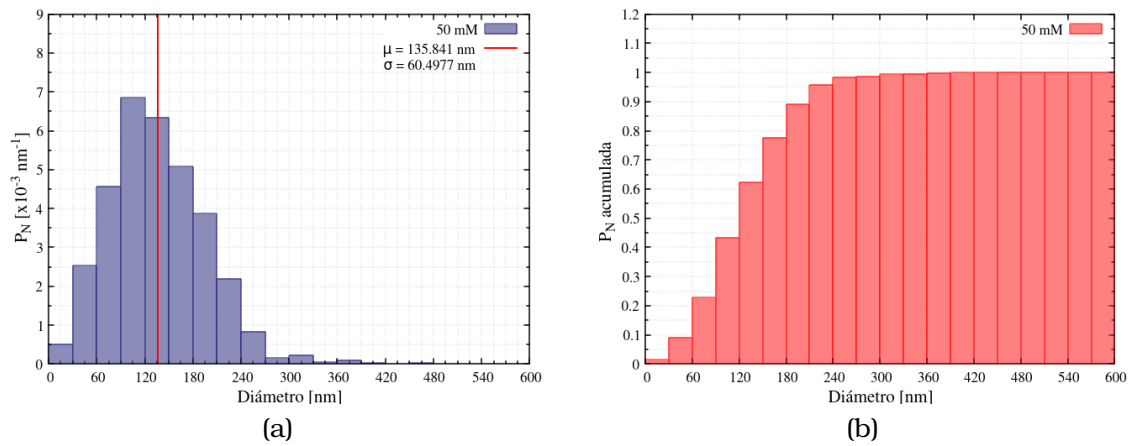 50 mM
μ = 135.841 nm
σ = 60.4977 nm
P_N [x10⁻³ nm⁻¹]
9
8
7
6
5
4
3
2
1
0
0 60 120 180 240 300 360 420 480 540 600
Diámetro [nm]
(a)
50 mM
P_N acumulada
1.2
1.1
1
0.9
0.8
0.7
0.6
0.5
0.4
0.3
0.2
0.1
0
0 60 120 180 240 300 360 420 480 540 600
Diámetro [nm]
(b)